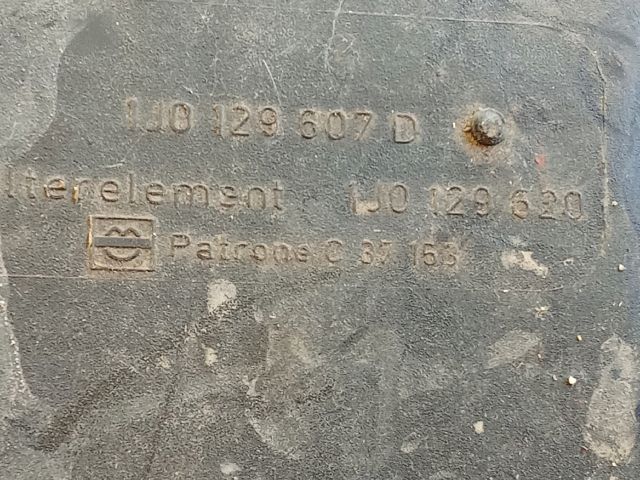 1J0 129 607 D
lterelement 1J0 129 620
Patrone C 37 153